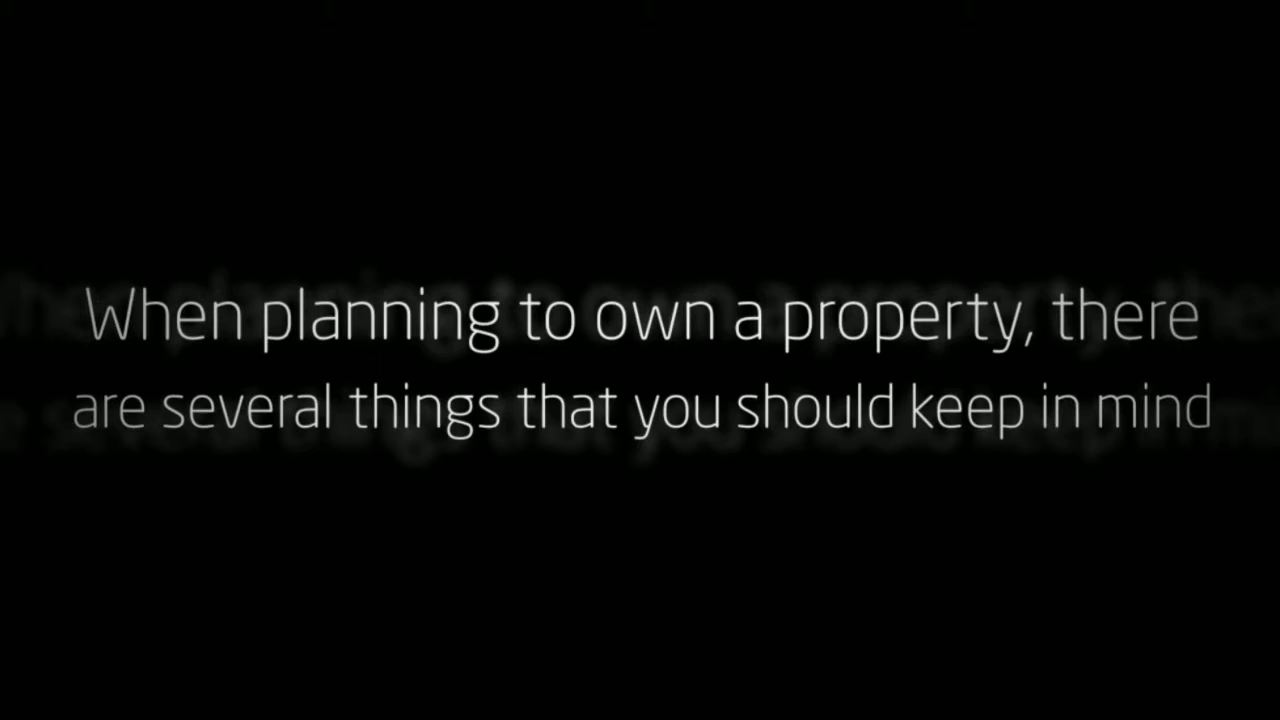 When planning to own a property, there
are several things that you should keep in mind